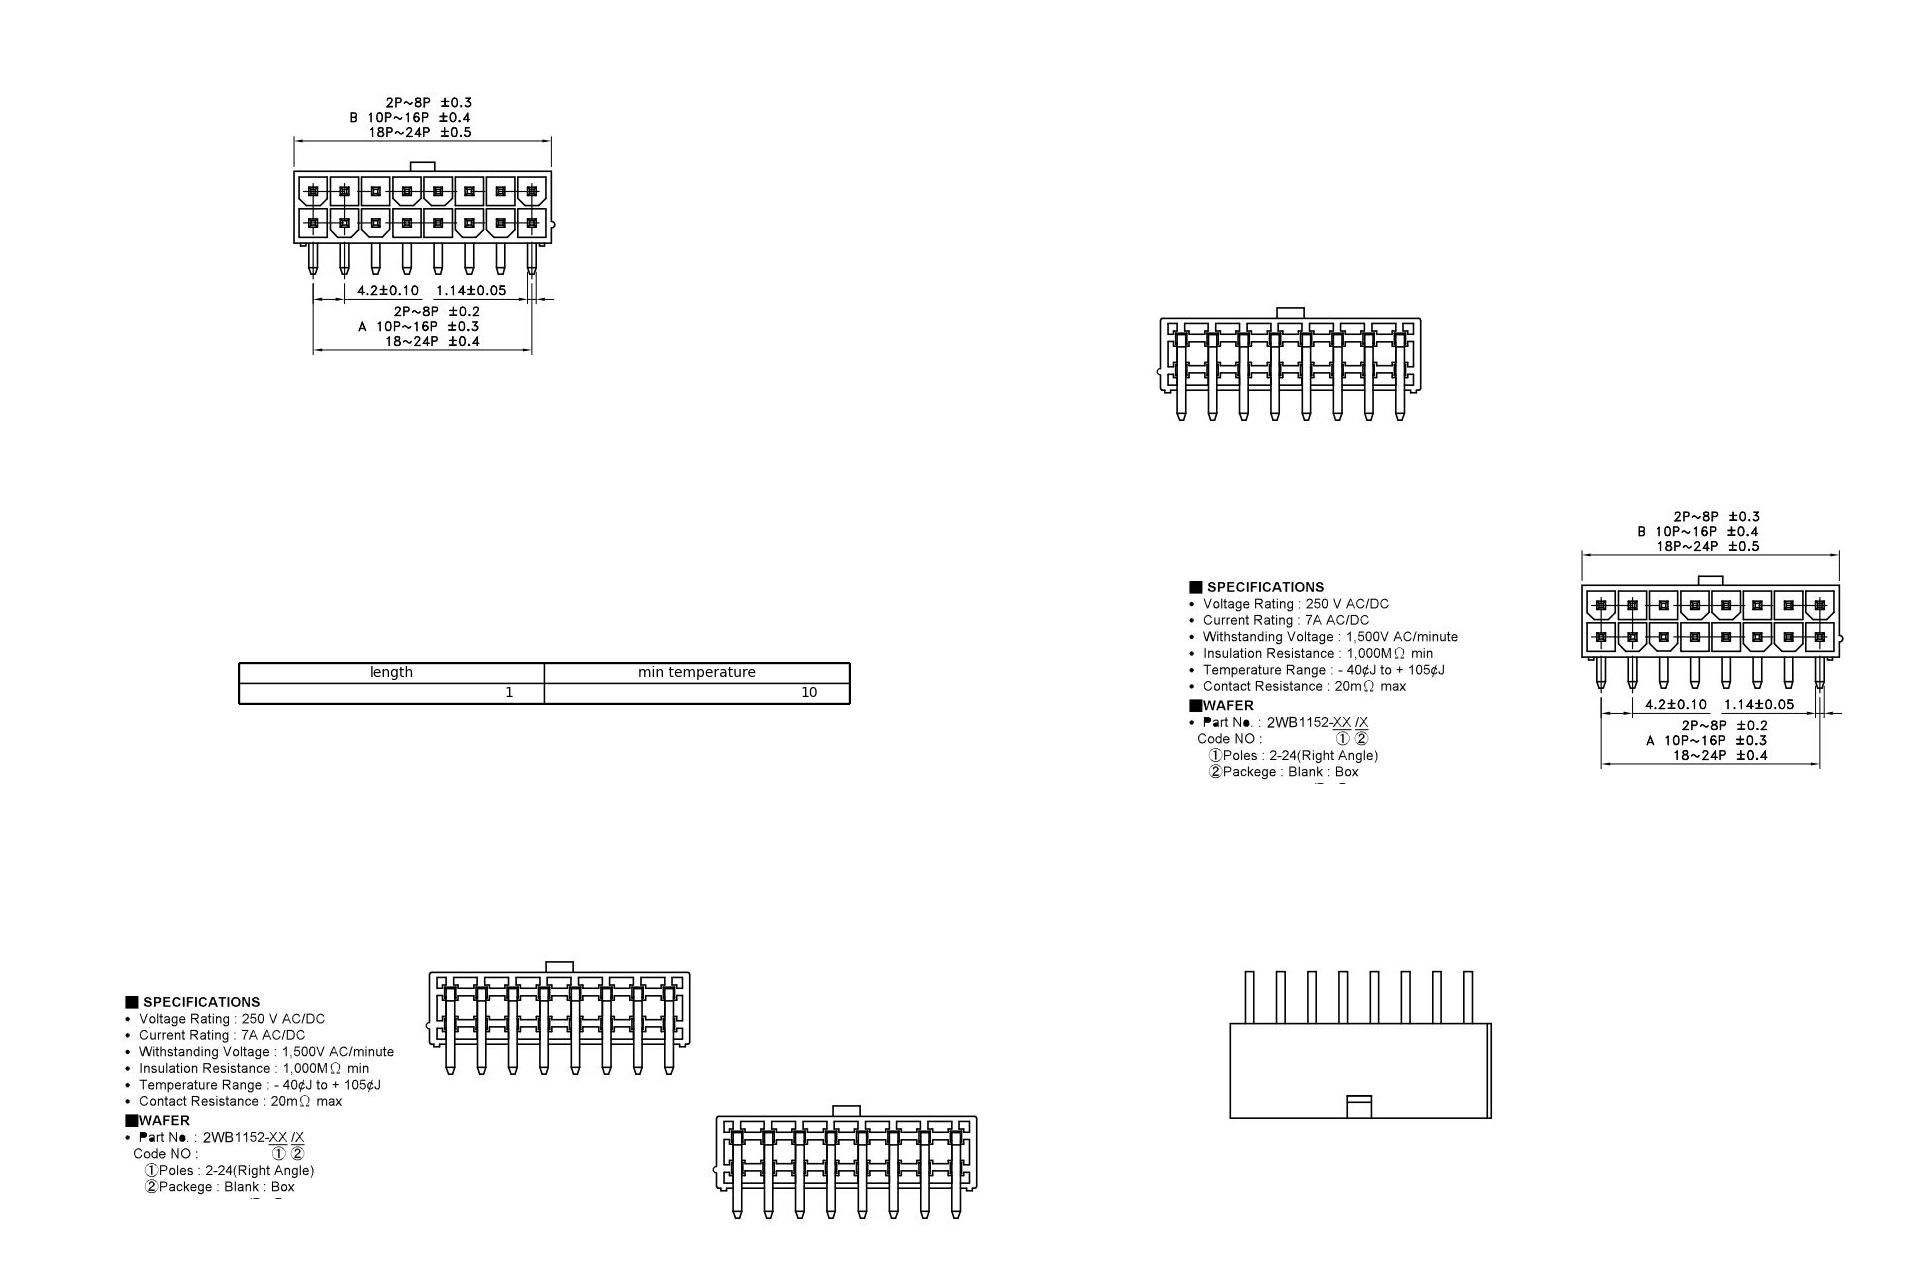 2P~8P ±0.3
B 10P~16P ±0.4
18P~24P ±0.5
4.2±0.10 1.14±0.05
2P~8P ±0.2
A 10P~16P ±0.3
18~24P ±0.4
2P~8P ±0.3
B 10P~16P ±0.4
18P~24P ±0.5
4.2±0.10 1.14±0.05
2P~8P ±0.2
A 10P~16P ±0.3
18~24P ±0.4
■ SPECIFICATIONS
• Voltage Rating : 250 V AC/DC
• Current Rating : 7A AC/DC
• Withstanding Voltage : 1,500V AC/minute
• Insulation Resistance : 1,000MΩ min
• Temperature Range : - 40¢J to + 105¢J
• Contact Resistance : 20mΩ max
■WAFER
• Part No. : 2WB1152-XX /X
Code NO : ① ②
①Poles : 2-24(Right Angle)
②Packege : Blank : Box
length min temperature
1 10
■ SPECIFICATIONS
• Voltage Rating : 250 V AC/DC
• Current Rating : 7A AC/DC
• Withstanding Voltage : 1,500V AC/minute
• Insulation Resistance : 1,000MΩ min
• Temperature Range : - 40¢J to + 105¢J
• Contact Resistance : 20mΩ max
■WAFER
• Part No. : 2WB1152-XX /X
Code NO : ① ②
①Poles : 2-24(Right Angle)
②Packege : Blank : Box